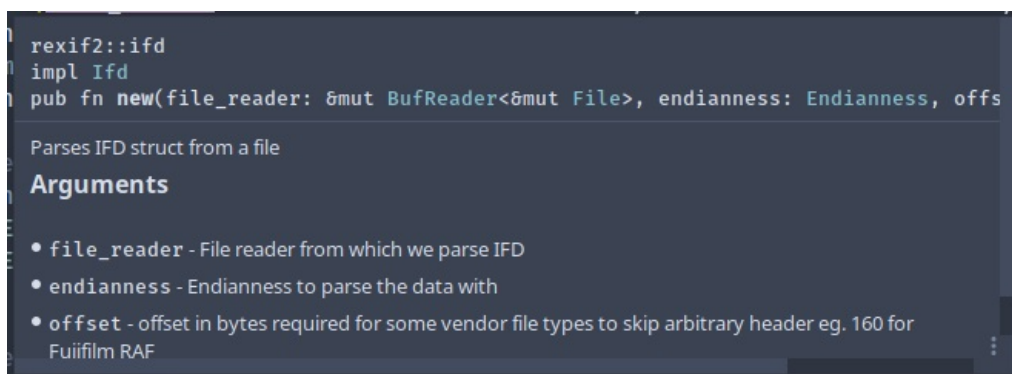 rexif2::ifd
impl Ifd
pub fn new(file_reader: &mut BufReader<&mut File>, endianness: Endianness, offs
Parses IFD struct from a file
Arguments
• file_reader - File reader from which we parse IFD
• endianness - Endianness to parse the data with
• offset - offset in bytes required for some vendor file types to skip arbitrary header eg. 160 for
Fujifilm RAF